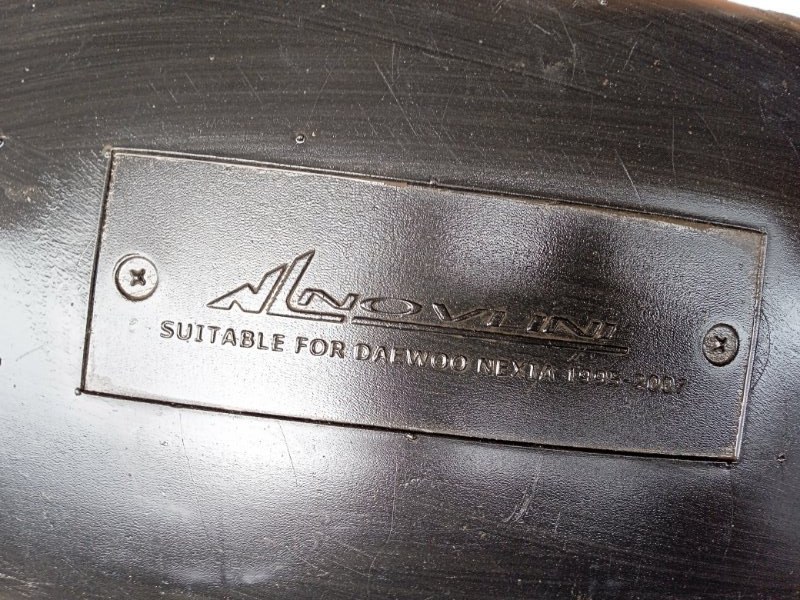 NOVLINE
SUITABLE FOR DAEWOO NEXIA 1995-2007